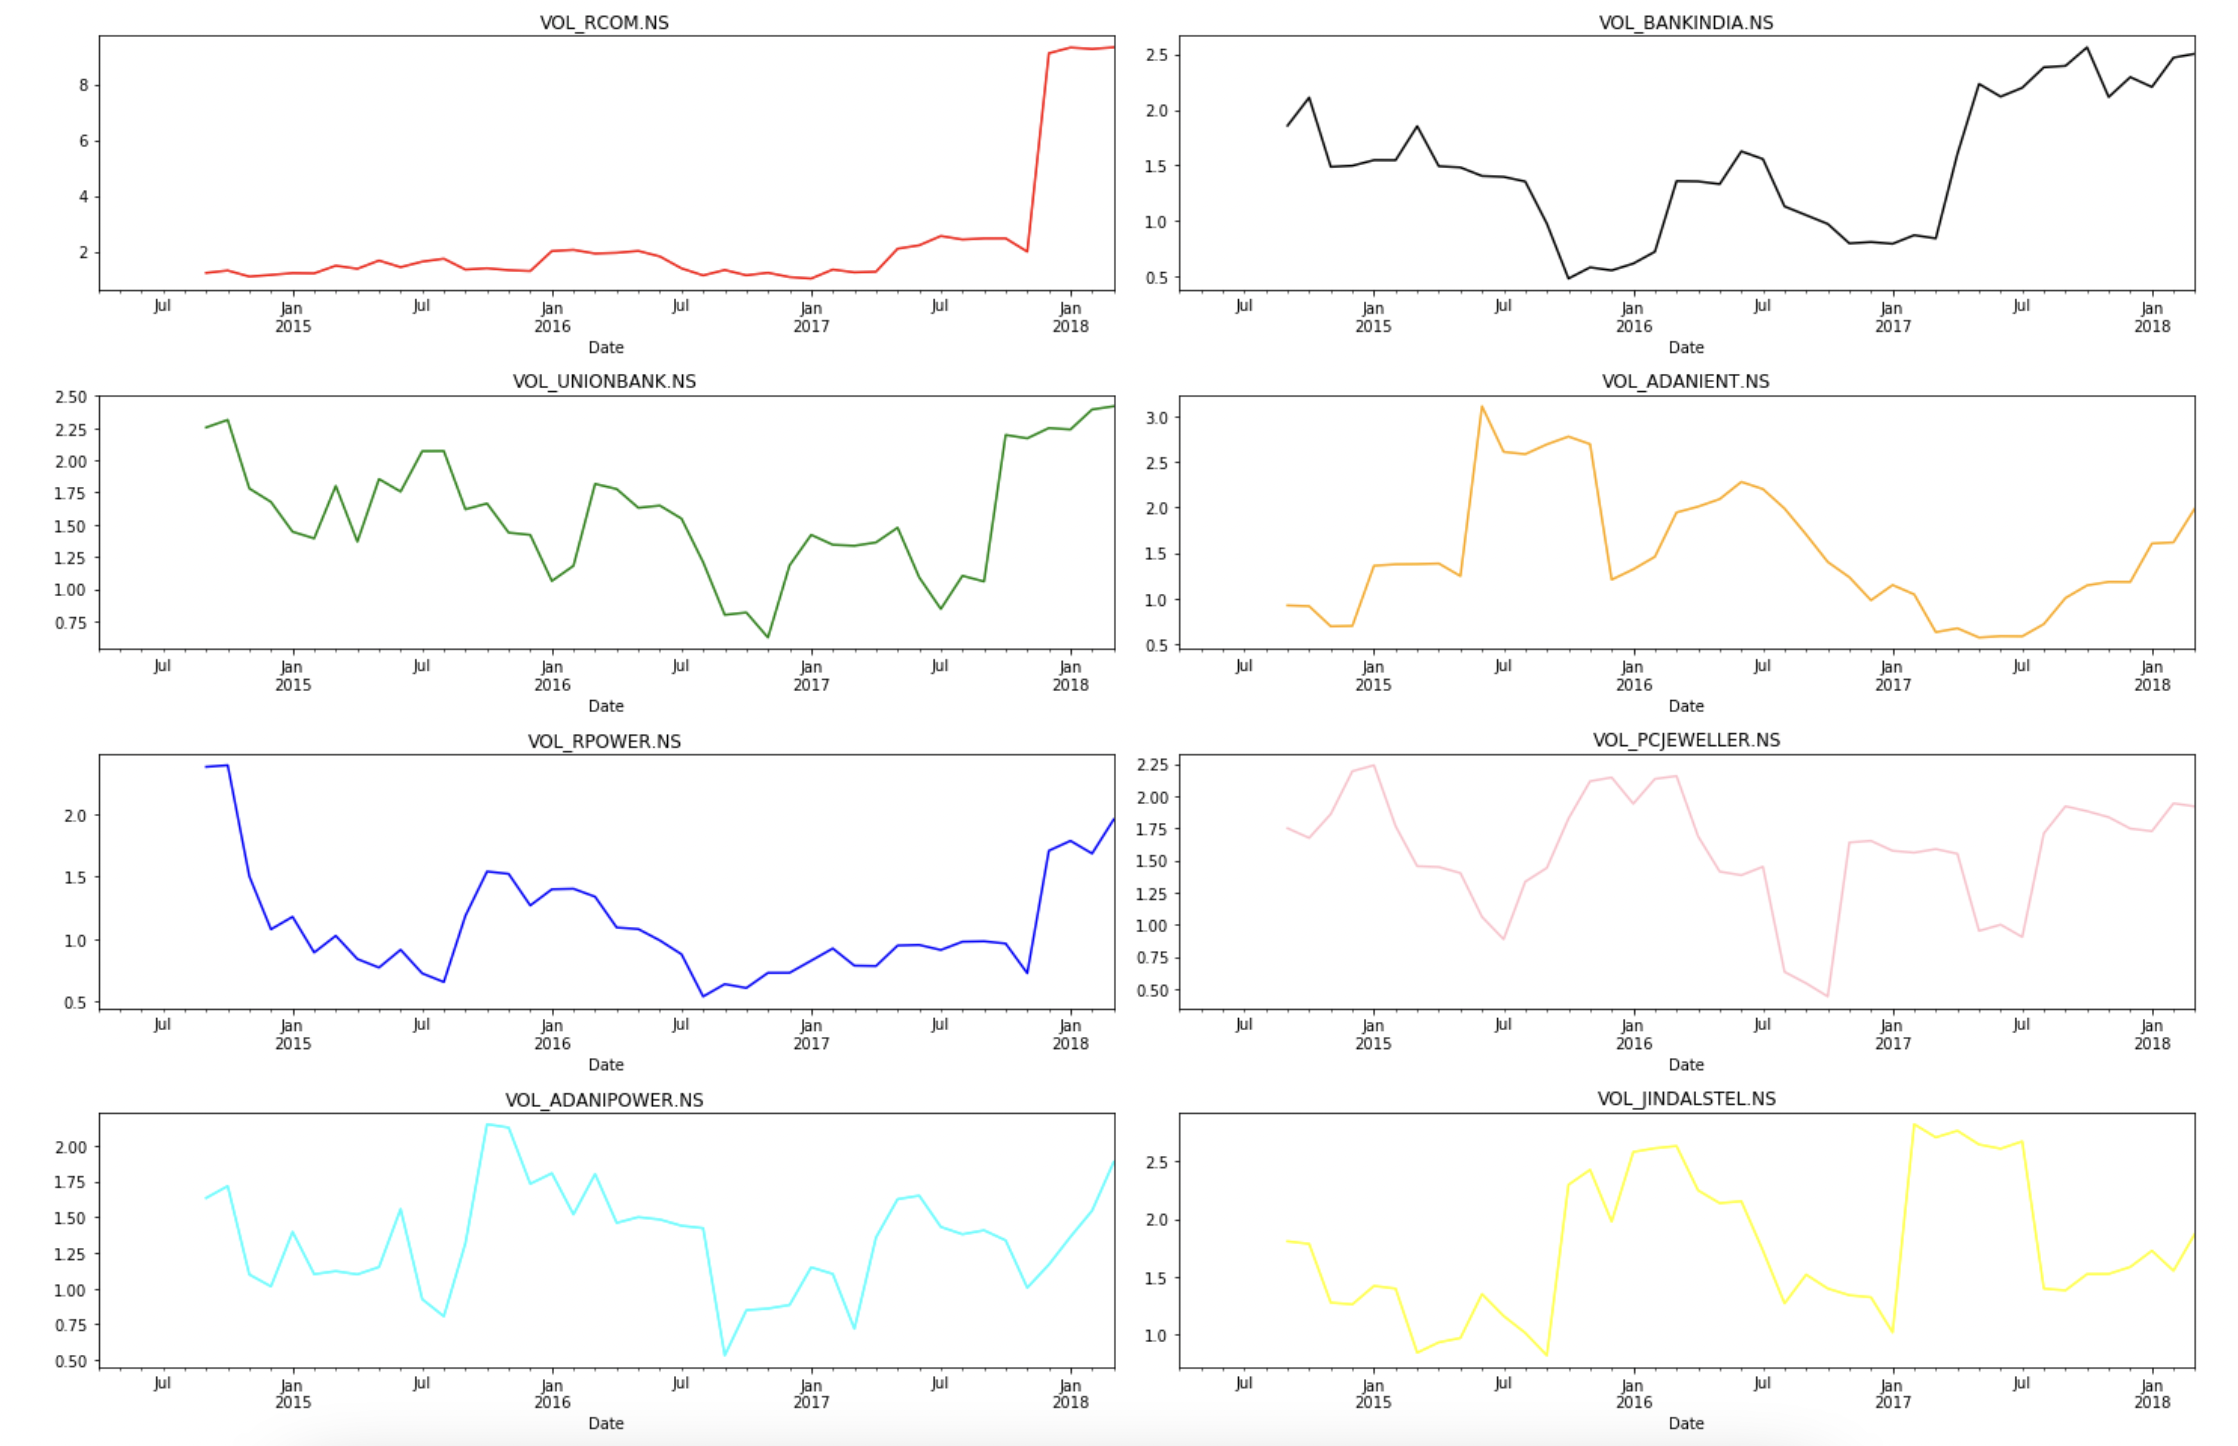 VOL_RCOM.NS
8
6
4
2
Jul
Jan
2015
Jul
Jan
2016
Jul
Jan
2017
Jul
Jan
2018
Date
VOL_BANKINDIA.NS
2.5
2.0
1.5
1.0
0.5
Jul
Jan
2015
Jul
Jan
2016
Jul
Jan
2017
Jul
Jan
2018
Date
VOL_UNIONBANK.NS
2.50
2.25
2.00
1.75
1.50
1.25
1.00
0.75
Jul
Jan
2015
Jul
Jan
2016
Jul
Jan
2017
Jul
Jan
2018
Date
VOL_ADANIENT.NS
3.0
2.5
2.0
1.5
1.0
0.5
Jul
Jan
2015
Jul
Jan
2016
Jul
Jan
2017
Jul
Jan
2018
Date
VOL_RPOWER.NS
2.0
1.5
1.0
0.5
Jul
Jan
2015
Jul
Jan
2016
Jul
Jan
2017
Jul
Jan
2018
Date
VOL_PCJEWELLER.NS
2.25
2.00
1.75
1.50
1.25
1.00
0.75
0.50
Jul
Jan
2015
Jul
Jan
2016
Jul
Jan
2017
Jul
Jan
2018
Date
VOL_ADANIPOWER.NS
2.00
1.75
1.50
1.25
1.00
0.75
0.50
Jul
Jan
2015
Jul
Jan
2016
Jul
Jan
2017
Jul
Jan
2018
Date
VOL_JINDALSTEL.NS
2.5
2.0
1.5
1.0
Jul
Jan
2015
Jul
Jan
2016
Jul
Jan
2017
Jul
Jan
2018
Date